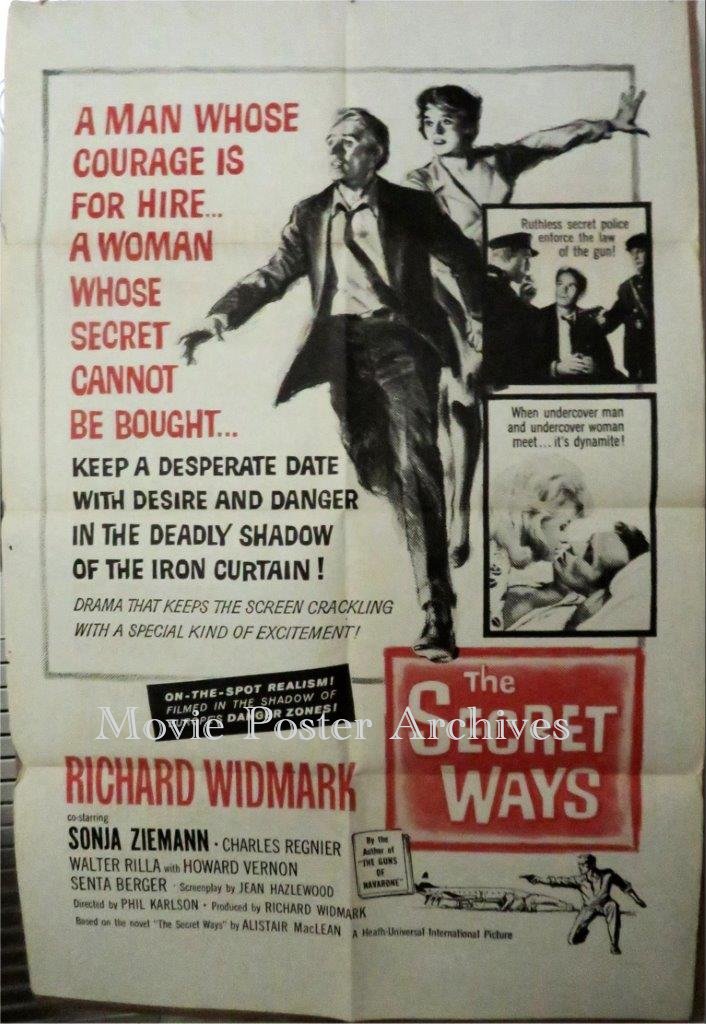 A MAN WHOSE
COURAGE IS
FOR HIRE...
A WOMAN
WHOSE
SECRET
CANNOT
BE BOUGHT...
KEEP A DESPERATE DATE
WITH DESIRE AND DANGER
IN THE DEADLY SHADOW
OF THE IRON CURTAIN!
DRAMA THAT KEEPS THE SCREEN CRACKLING
WITH A SPECIAL KIND OF EXCITEMENT!
Ruthless secret police
enforce the law
of the gun!
When undercover man
and undercover woman
meet... it's dynamite!
ON-THE-SPOT REALISM!
FILMED IN THE SHADOW OF
EUROPE'S DANGER ZONES!
Movie Poster Archives
The
SECRET
WAYS
RICHARD WIDMARK
co-starring
SONJA ZIEMANN · CHARLES REGNIER
WALTER RILLA with HOWARD VERNON
SENTA BERGER · Screenplay by JEAN HAZLEWOOD
Directed by PHIL KARLSON · Produced by RICHARD WIDMARK
Based on the novel "The Secret Ways" by ALISTAIR MacLEAN
A Heath-Universal International Picture
By the
Author of
"THE GUNS
OF
NAVARONE"